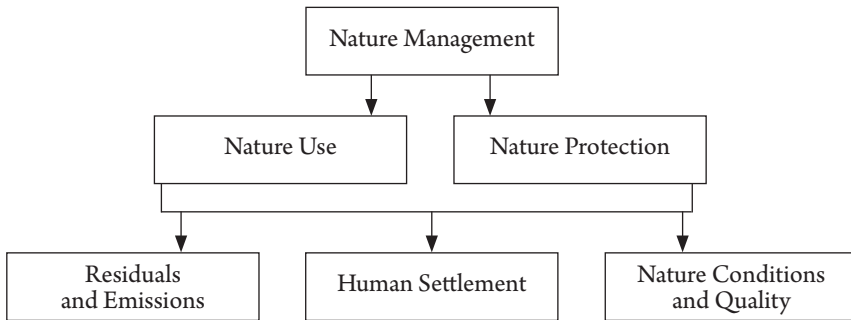 Nature Management
Nature Use
Nature Protection
Residuals
and Emissions
Human Settlement
Nature Conditions
and Quality